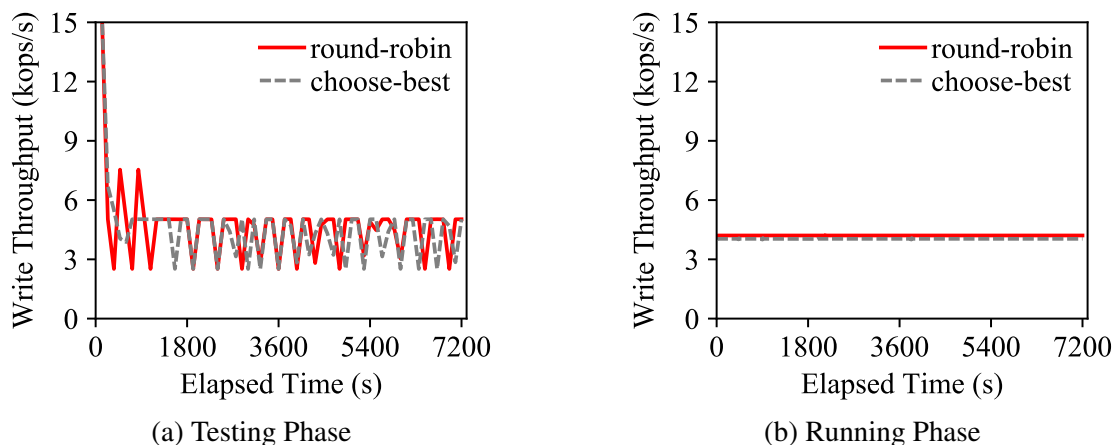 Write Throughput (kops/s)
15
12
9
6
3
0
round-robin
choose-best
0 1800 3600 5400 7200
Elapsed Time (s)
(a) Testing Phase
Write Throughput (kops/s)
15
12
9
6
3
0
round-robin
choose-best
0 1800 3600 5400 7200
Elapsed Time (s)
(b) Running Phase